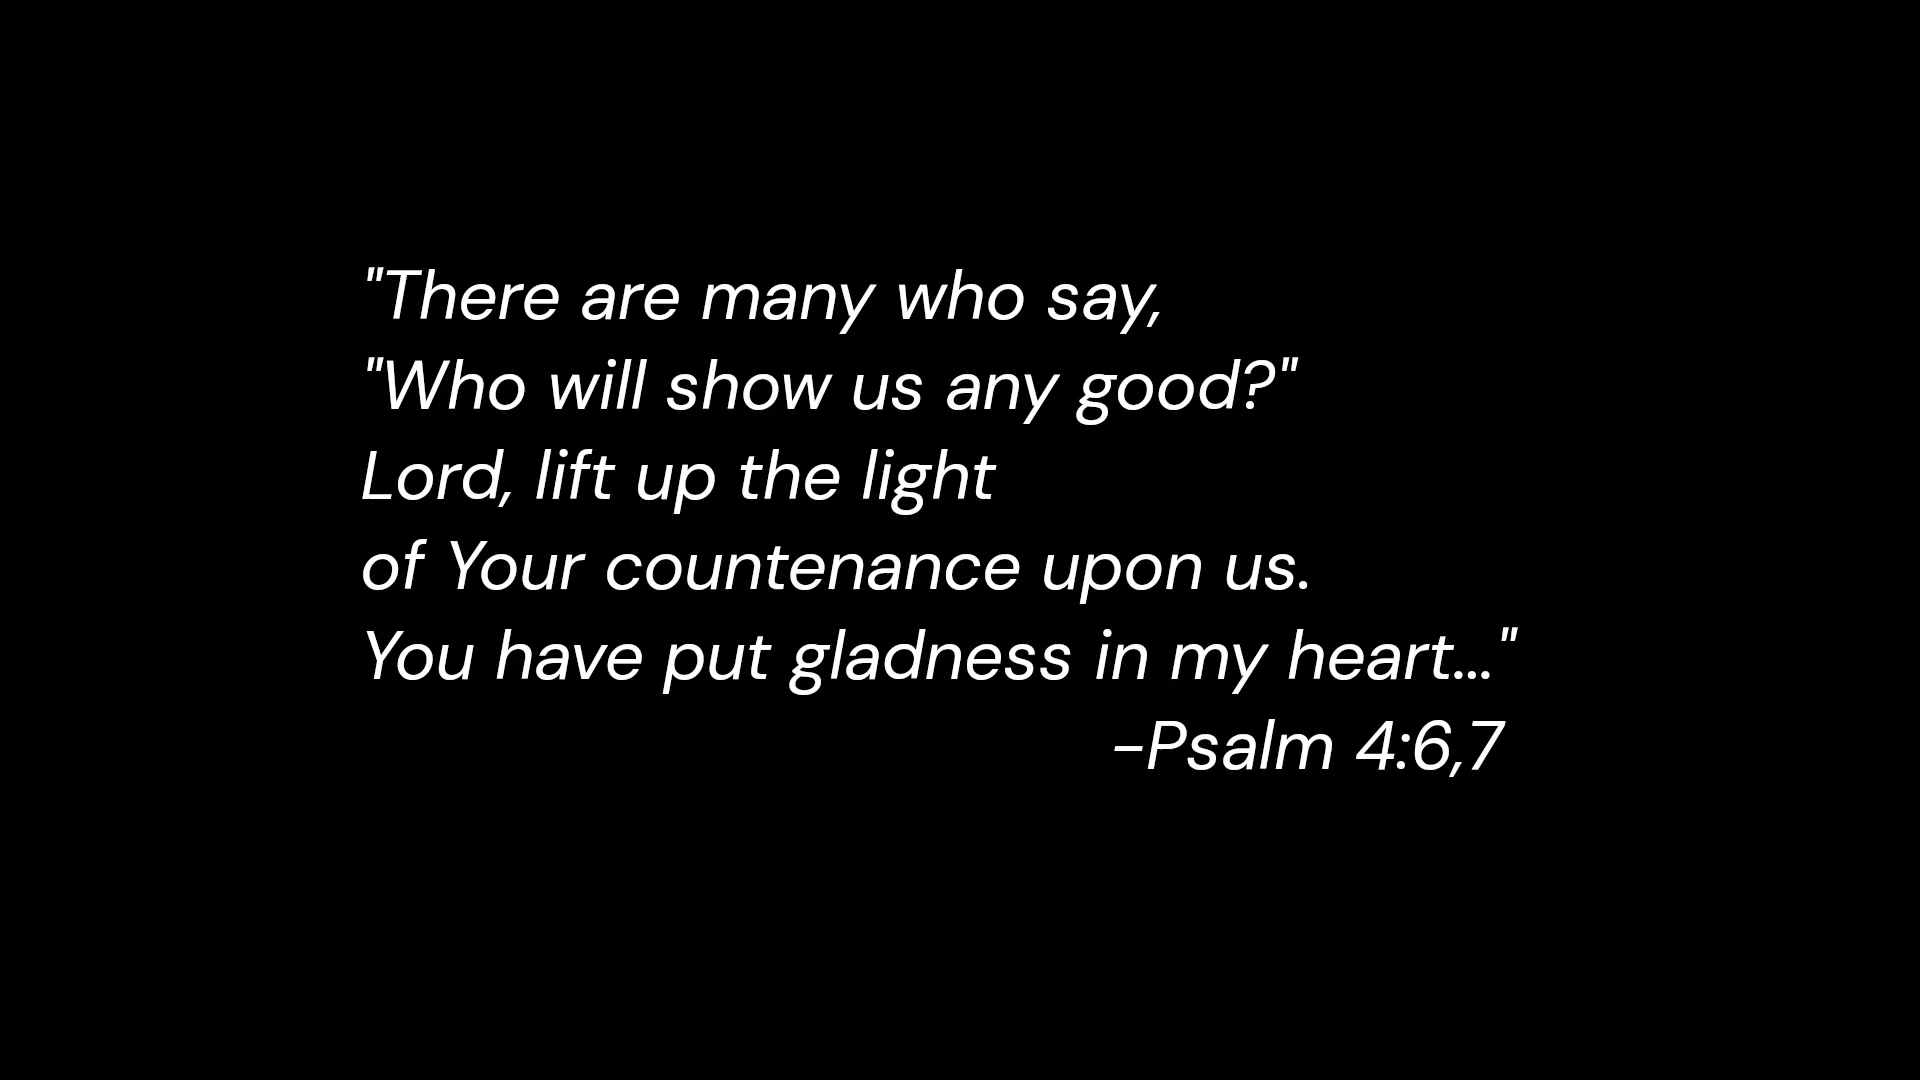 "There are many who say,
"Who will show us any good?"
Lord, lift up the light
of Your countenance upon us.
You have put gladness in my heart..."
-Psalm 4:6,7